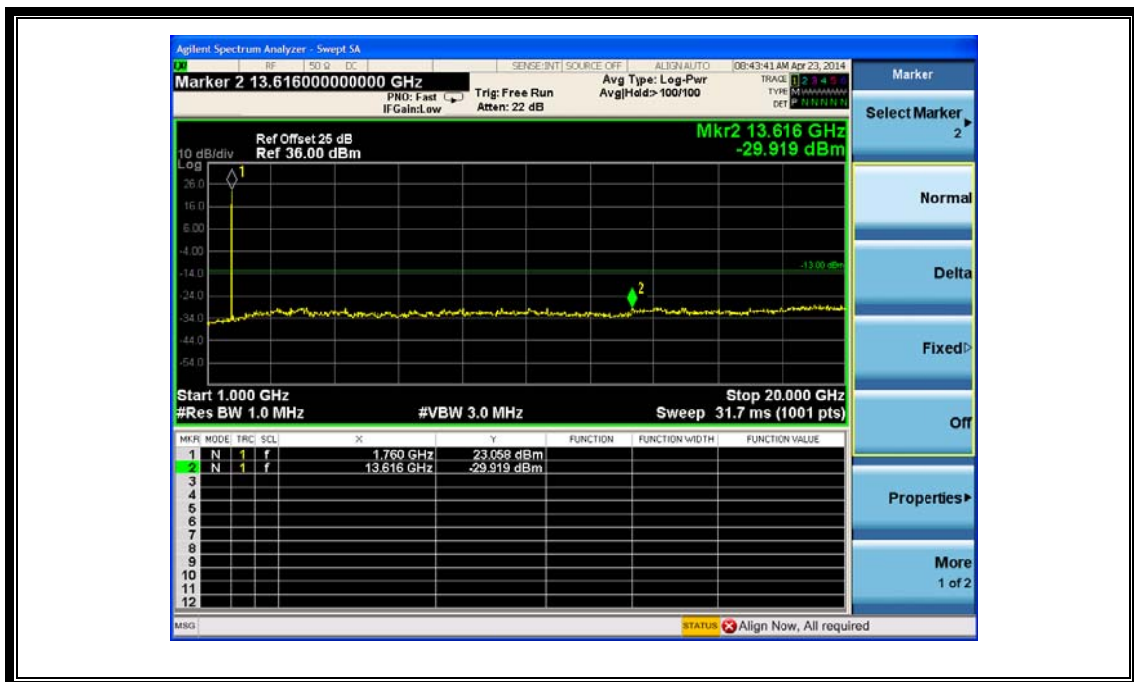 Agilent Spectrum Analyzer - Swept SA
LXI RF 50 Ω DC SENSE:INT SOURCE OFF ALIGN AUTO 08:43:41 AM Apr 23, 2014
Marker 2 13.616000000000 GHz
PNO: Fast
IFGain:Low
Trig: Free Run
Atten: 22 dB
Avg Type: Log-Pwr
Avg|Hold:> 100/100
TRACE 1 2 3 4 5 6
TYPE M
DET P N N N N N
Ref Offset 25 dB
Ref 36.00 dBm
10 dB/div
Log
Mkr2 13.616 GHz
-29.919 dBm
1
26.0
16.0
6.00
-4.00
-13.00 dBm
-14.0
2
-24.0
-34.0
-44.0
-54.0
Start 1.000 GHz
Stop 20.000 GHz
#Res BW 1.0 MHz
#VBW 3.0 MHz
Sweep 31.7 ms (1001 pts)
MKR MODE TRC SCL X Y FUNCTION FUNCTION WIDTH FUNCTION VALUE
1 N 1 f 1.760 GHz 23.058 dBm
2 N 1 f 13.616 GHz -29.919 dBm
3
4
5
6
7
8
9
10
11
12
MSG
STATUS Align Now, All required
Marker
Select Marker
2
Normal
Delta
Fixed
Off
Properties
More
1 of 2